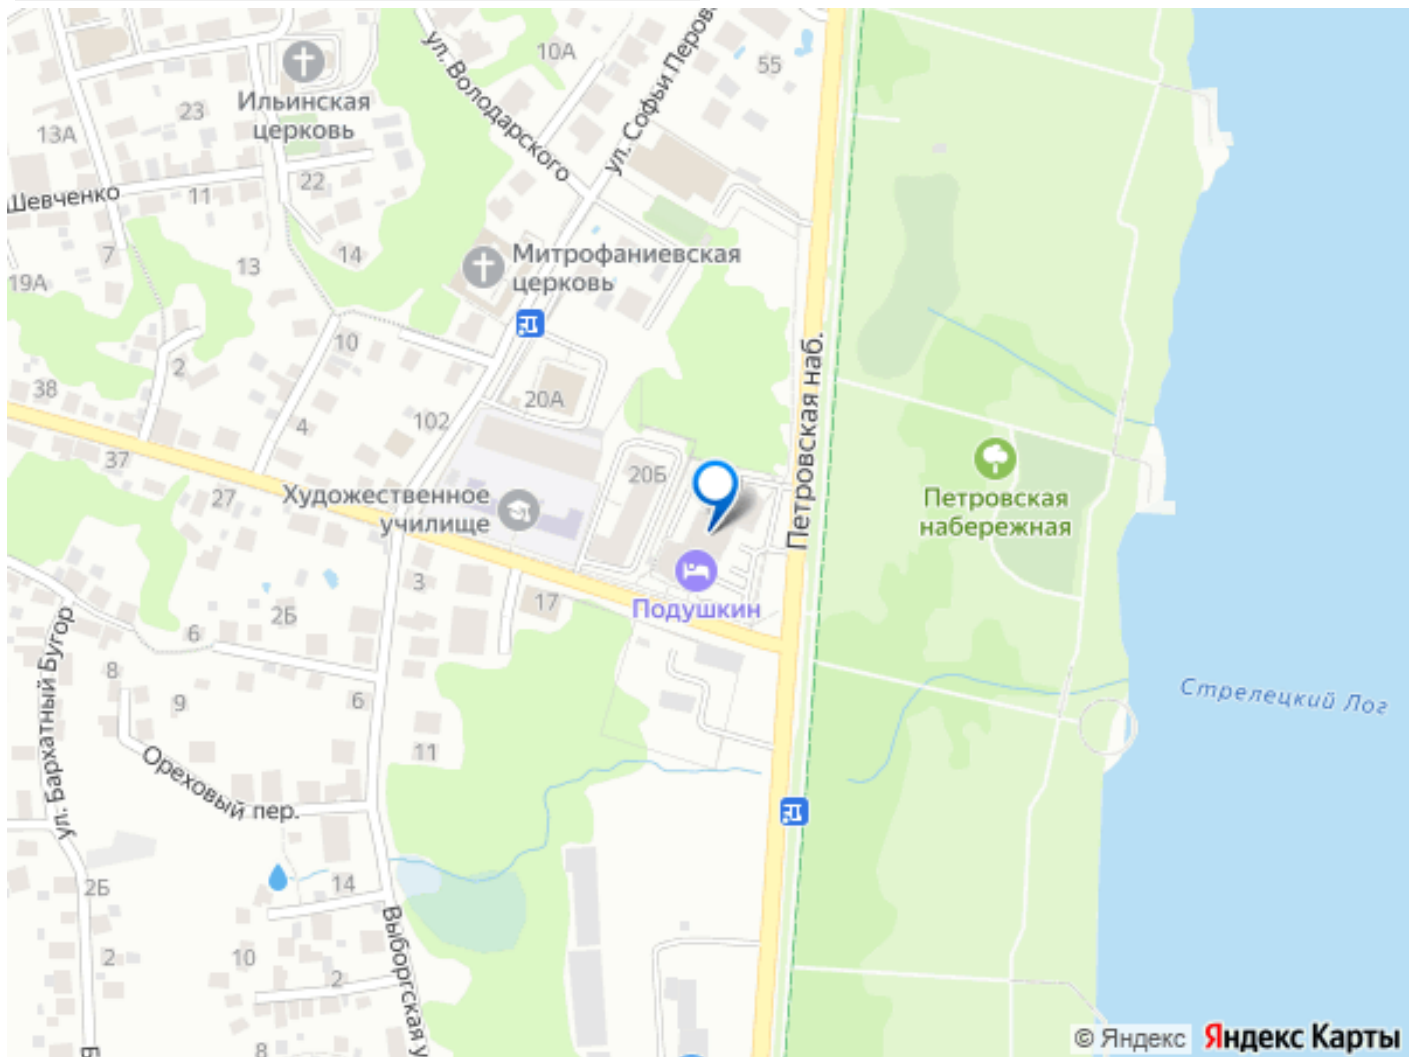 10А
55
ул. Володарского
ул. Софьи Перов
Ильинская
церковь
23
13А
22
Шевченко
11
7
13
14
19А
Митрофаниевская
церковь
10
2
38
4
102
20А
37
27
20Б
Художественное
училище
Петровская наб.
Петровская
набережная
3
17
Подушкин
2Б
6
8
9
6
11
ул. Бархатный Бугор
Ореховый пер.
Стрелецкий Лог
2Б
14
2
10
2
Выборгская у
8
© Яндекс
Яндекс Карты